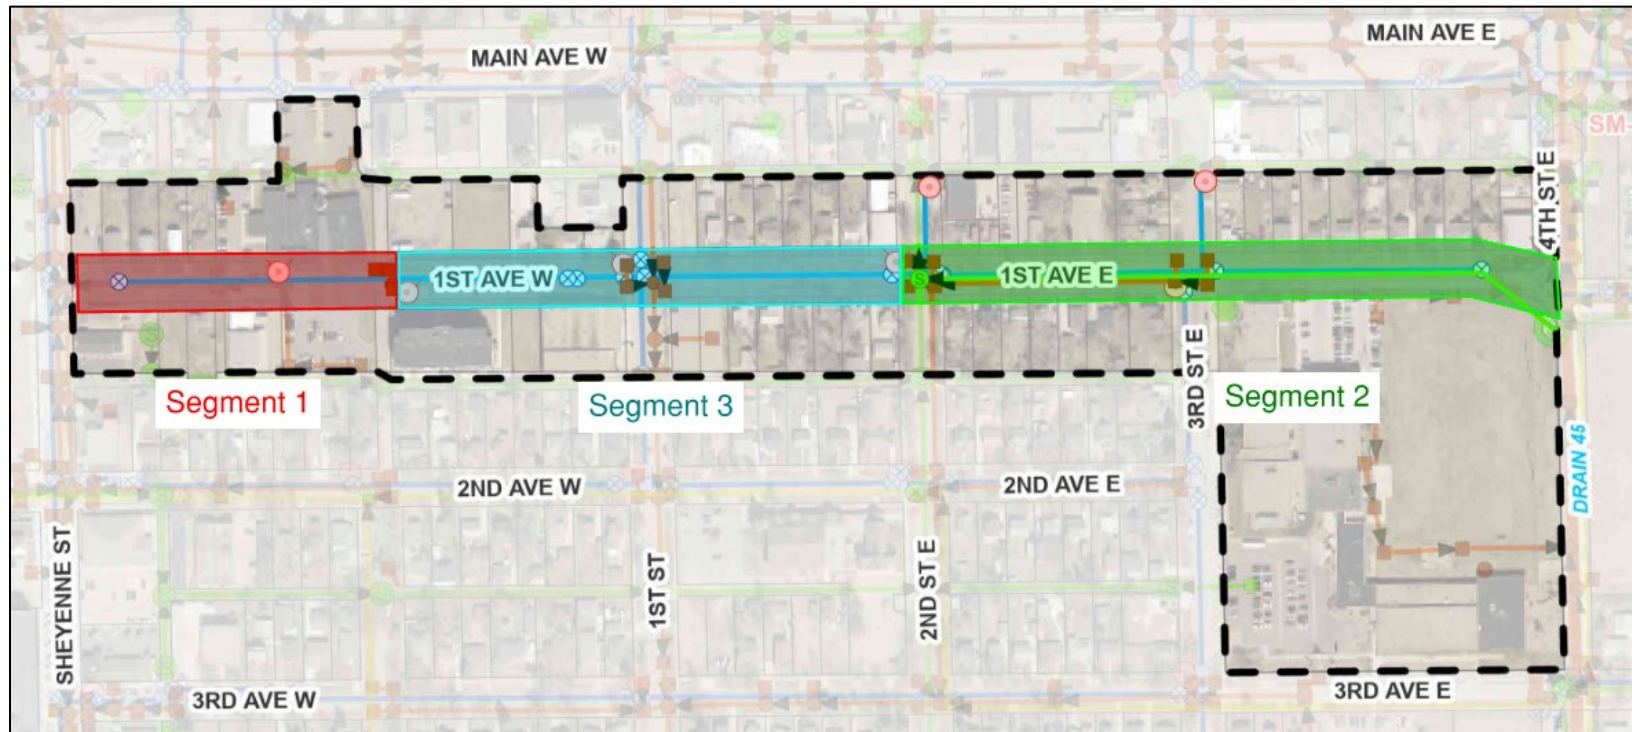 MAIN AVE W
MAIN AVE E
SM-
4TH ST E
1ST AVE W
1ST AVE E
S
Segment 1
Segment 3
Segment 2
3RD ST E
DRAIN 45
2ND AVE W
2ND AVE E
SHEYENNE ST
1ST ST
2ND ST E
3RD AVE W
3RD AVE E